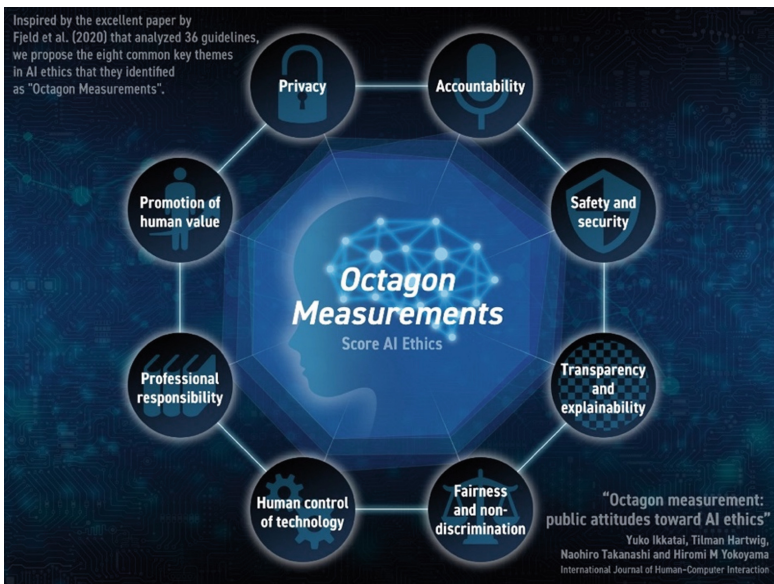 Inspired by the excellent paper by
Fjeld et al. (2020) that analyzed 36 guidelines,
we propose the eight common key themes
in AI ethics that they identified
as "Octagon Measurements".
Privacy
Accountability
Promotion of
human value
Safety and
security
Octagon
Measurements
Score AI Ethics
Professional
responsibility
Transparency
and
explainability
Human control
of technology
Fairness
and non-
discrimination
“Octagon measurement:
public attitudes toward AI ethics”
Yuko Ikkatai, Tilman Hartwig,
Naohiro Takanashi and Hiromi M Yokoyama
International Journal of Human-Computer Interaction